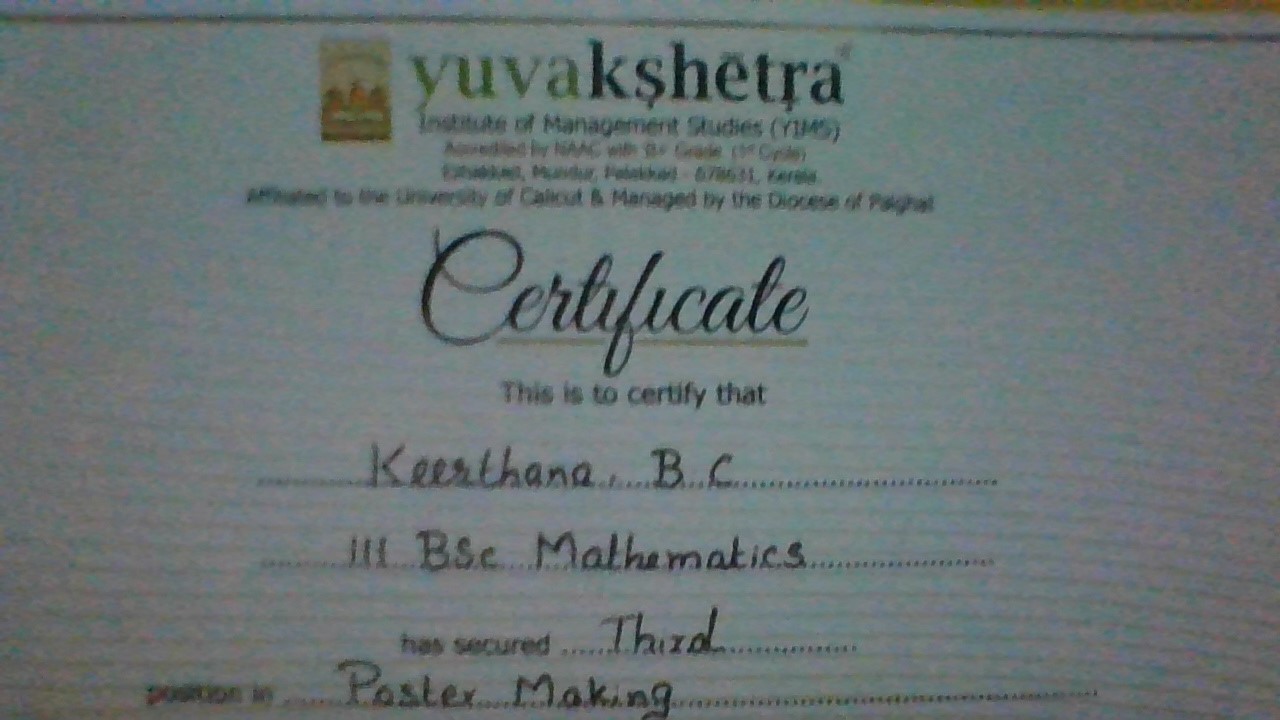 yuvakshetra
Institute of Management Studies (YIMS)
Accredited by NAAC with B+ Grade (1st Cycle)
Ezhakkad, Mundur, Palakkad - 678631, Kerala
Affiliated to the University of Calicut & Managed by the Diocese of Palghat
Certificate
This is to certify that
Keerthana. B. C
III BSc Mathematics
has secured Third
position in Poster Making